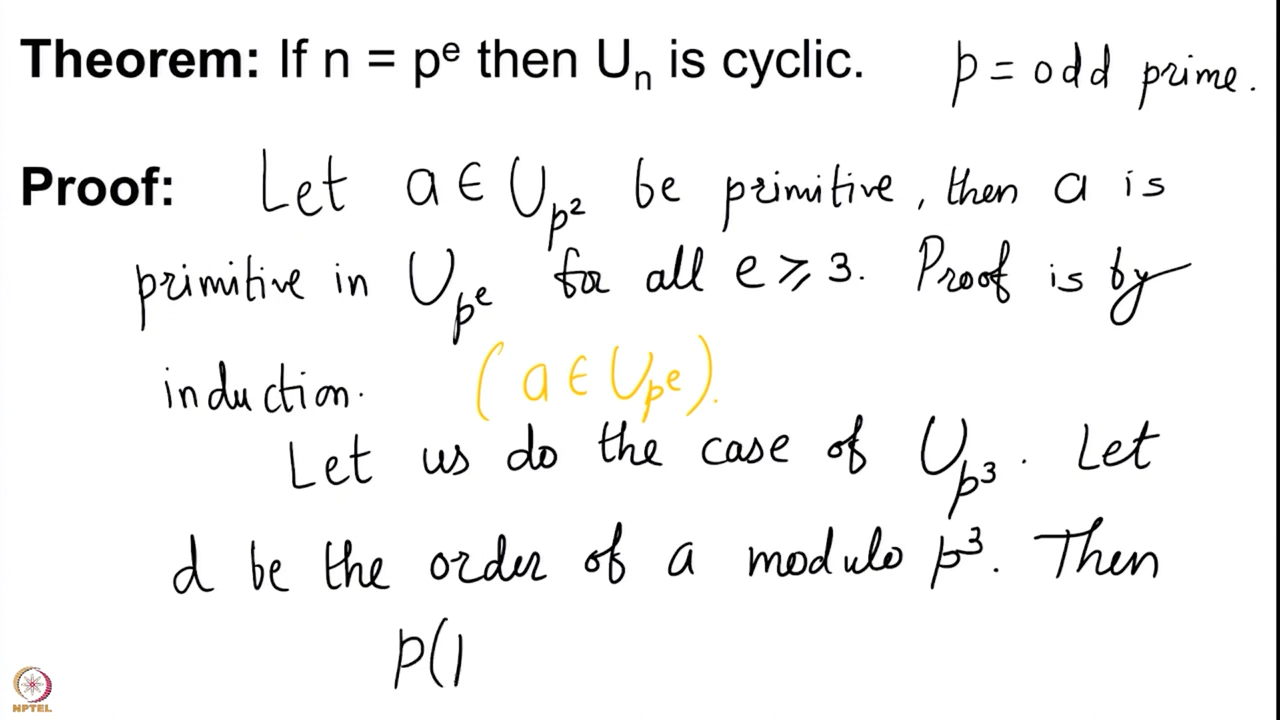 Theorem: If n = pᵉ then Uₙ is cyclic. p = odd prime.
Proof: Let a ∈ U_{p²} be primitive, then a is
primitive in U_{pᵉ} for all e ⩾ 3. Proof is by
induction. (a ∈ U_{pᵉ}).
Let us do the case of U_{p³}. Let
d be the order of a modulo p³. Then
p(
NPTEL